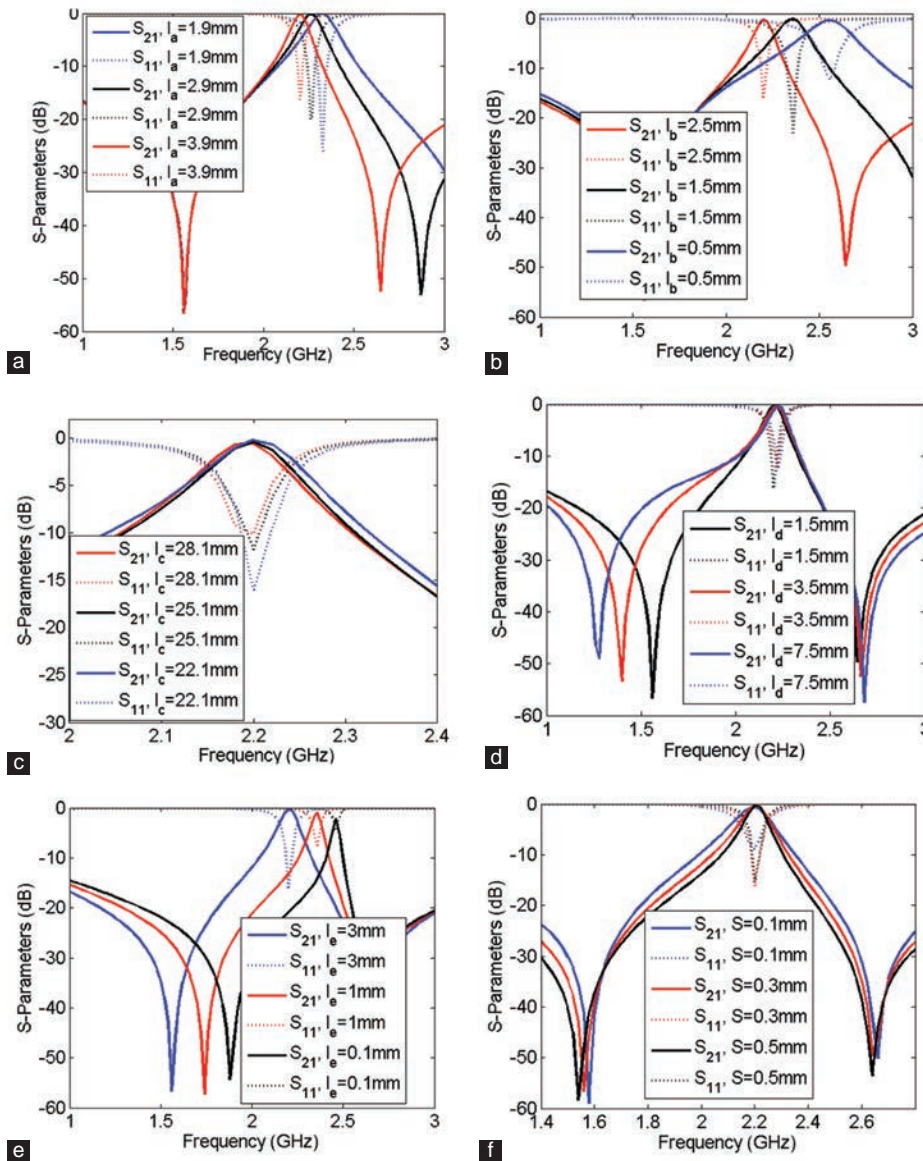 S-Parameters (dB)
0
-10
-20
-30
-40
-50
-60
S21, la=1.9mm
S11, la=1.9mm
S21, la=2.9mm
S11, la=2.9mm
S21, la=3.9mm
S11, la=3.9mm
1 1.5 2 2.5 3
Frequency (GHz)
a
S-Parameters (dB)
0
-10
-20
-30
-40
-50
-60
S21, lb=2.5mm
S11, lb=2.5mm
S21, lb=1.5mm
S11, lb=1.5mm
S21, lb=0.5mm
S11, lb=0.5mm
1 2 2.5 3
Frequency (GHz)
b
S-Parameters (dB)
0
-5
-10
-15
-20
-25
-30
S21, lc=28.1mm
S11, lc=28.1mm
S21, lc=25.1mm
S11, lc=25.1mm
S21, lc=22.1mm
S11, lc=22.1mm
2 2.1 2.2 2.3 2.4
Frequency (GHz)
c
S-Parameters (dB)
0
-10
-20
-30
-40
-50
-60
S21, ld=1.5mm
S11, ld=1.5mm
S21, ld=3.5mm
S11, ld=3.5mm
S21, ld=7.5mm
S11, ld=7.5mm
1 1.5 2 2.5 3
Frequency (GHz)
d
S-Parameters (dB)
0
-10
-20
-30
-40
-50
-60
S21, le=3mm
S11, le=3mm
S21, le=1mm
S11, le=1mm
S21, le=0.1mm
S11, le=0.1mm
1 1.5 2 2.5 3
Frequency (GHz)
e
S-Parameters (dB)
0
-10
-20
-30
-40
-50
-60
S21, S=0.1mm
S11, S=0.1mm
S21, S=0.3mm
S11, S=0.3mm
S21, S=0.5mm
S11, S=0.5mm
1.4 1.6 1.8 2 2.2 2.4 2.6
Frequency (GHz)
f